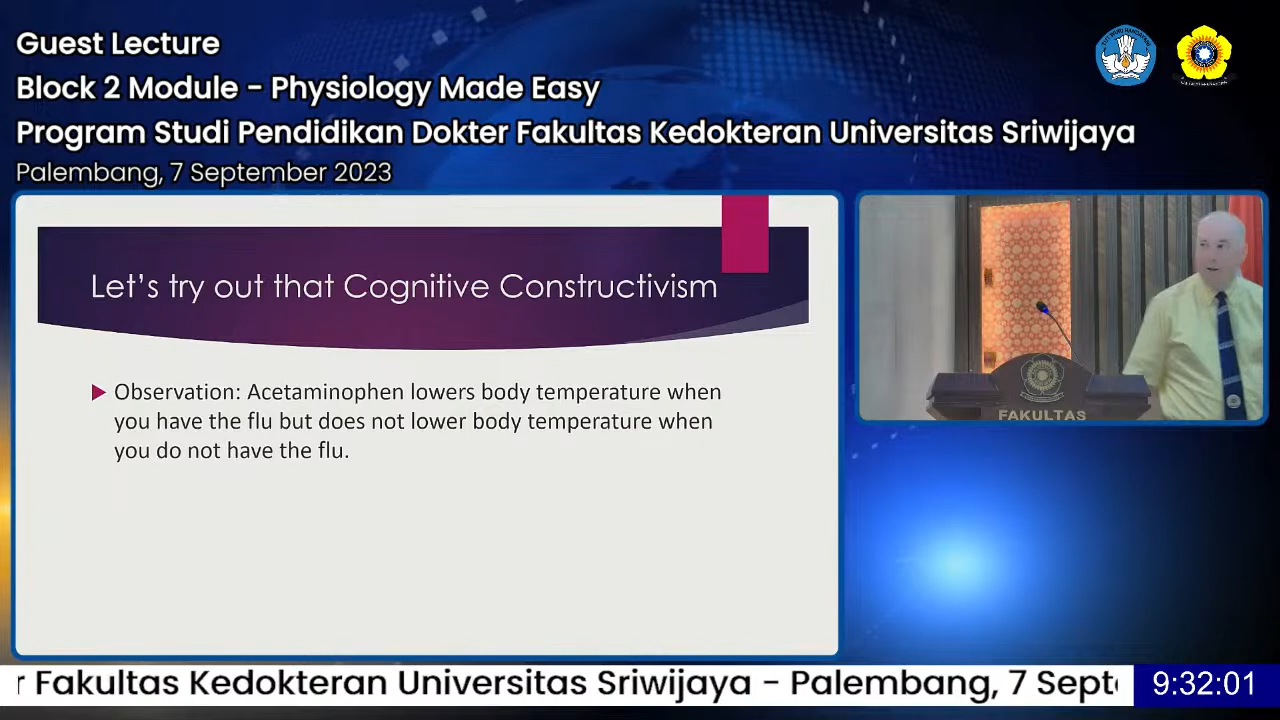 Guest Lecture
Block 2 Module - Physiology Made Easy
Program Studi Pendidikan Dokter Fakultas Kedokteran Universitas Sriwijaya
Palembang, 7 September 2023
Let's try out that Cognitive Constructivism
Observation: Acetaminophen lowers body temperature when
you have the flu but does not lower body temperature when
you do not have the flu.
FAKULTAS
r Fakultas Kedokteran Universitas Sriwijaya - Palembang, 7 Sept
9:32:01